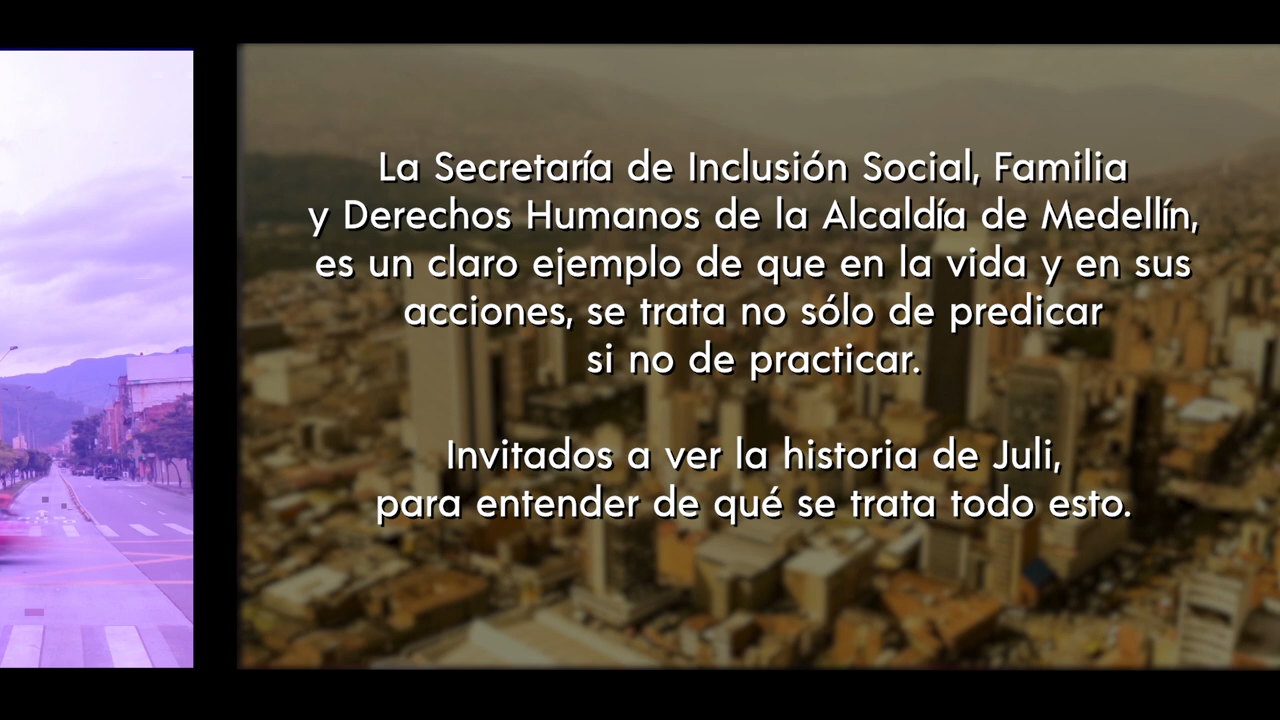 La Secretaría de Inclusión Social, Familia
y Derechos Humanos de la Alcaldía de Medellín,
es un claro ejemplo de que en la vida y en sus
acciones, se trata no sólo de predicar
si no de practicar.
Invitados a ver la historia de Juli,
para entender de qué se trata todo esto.